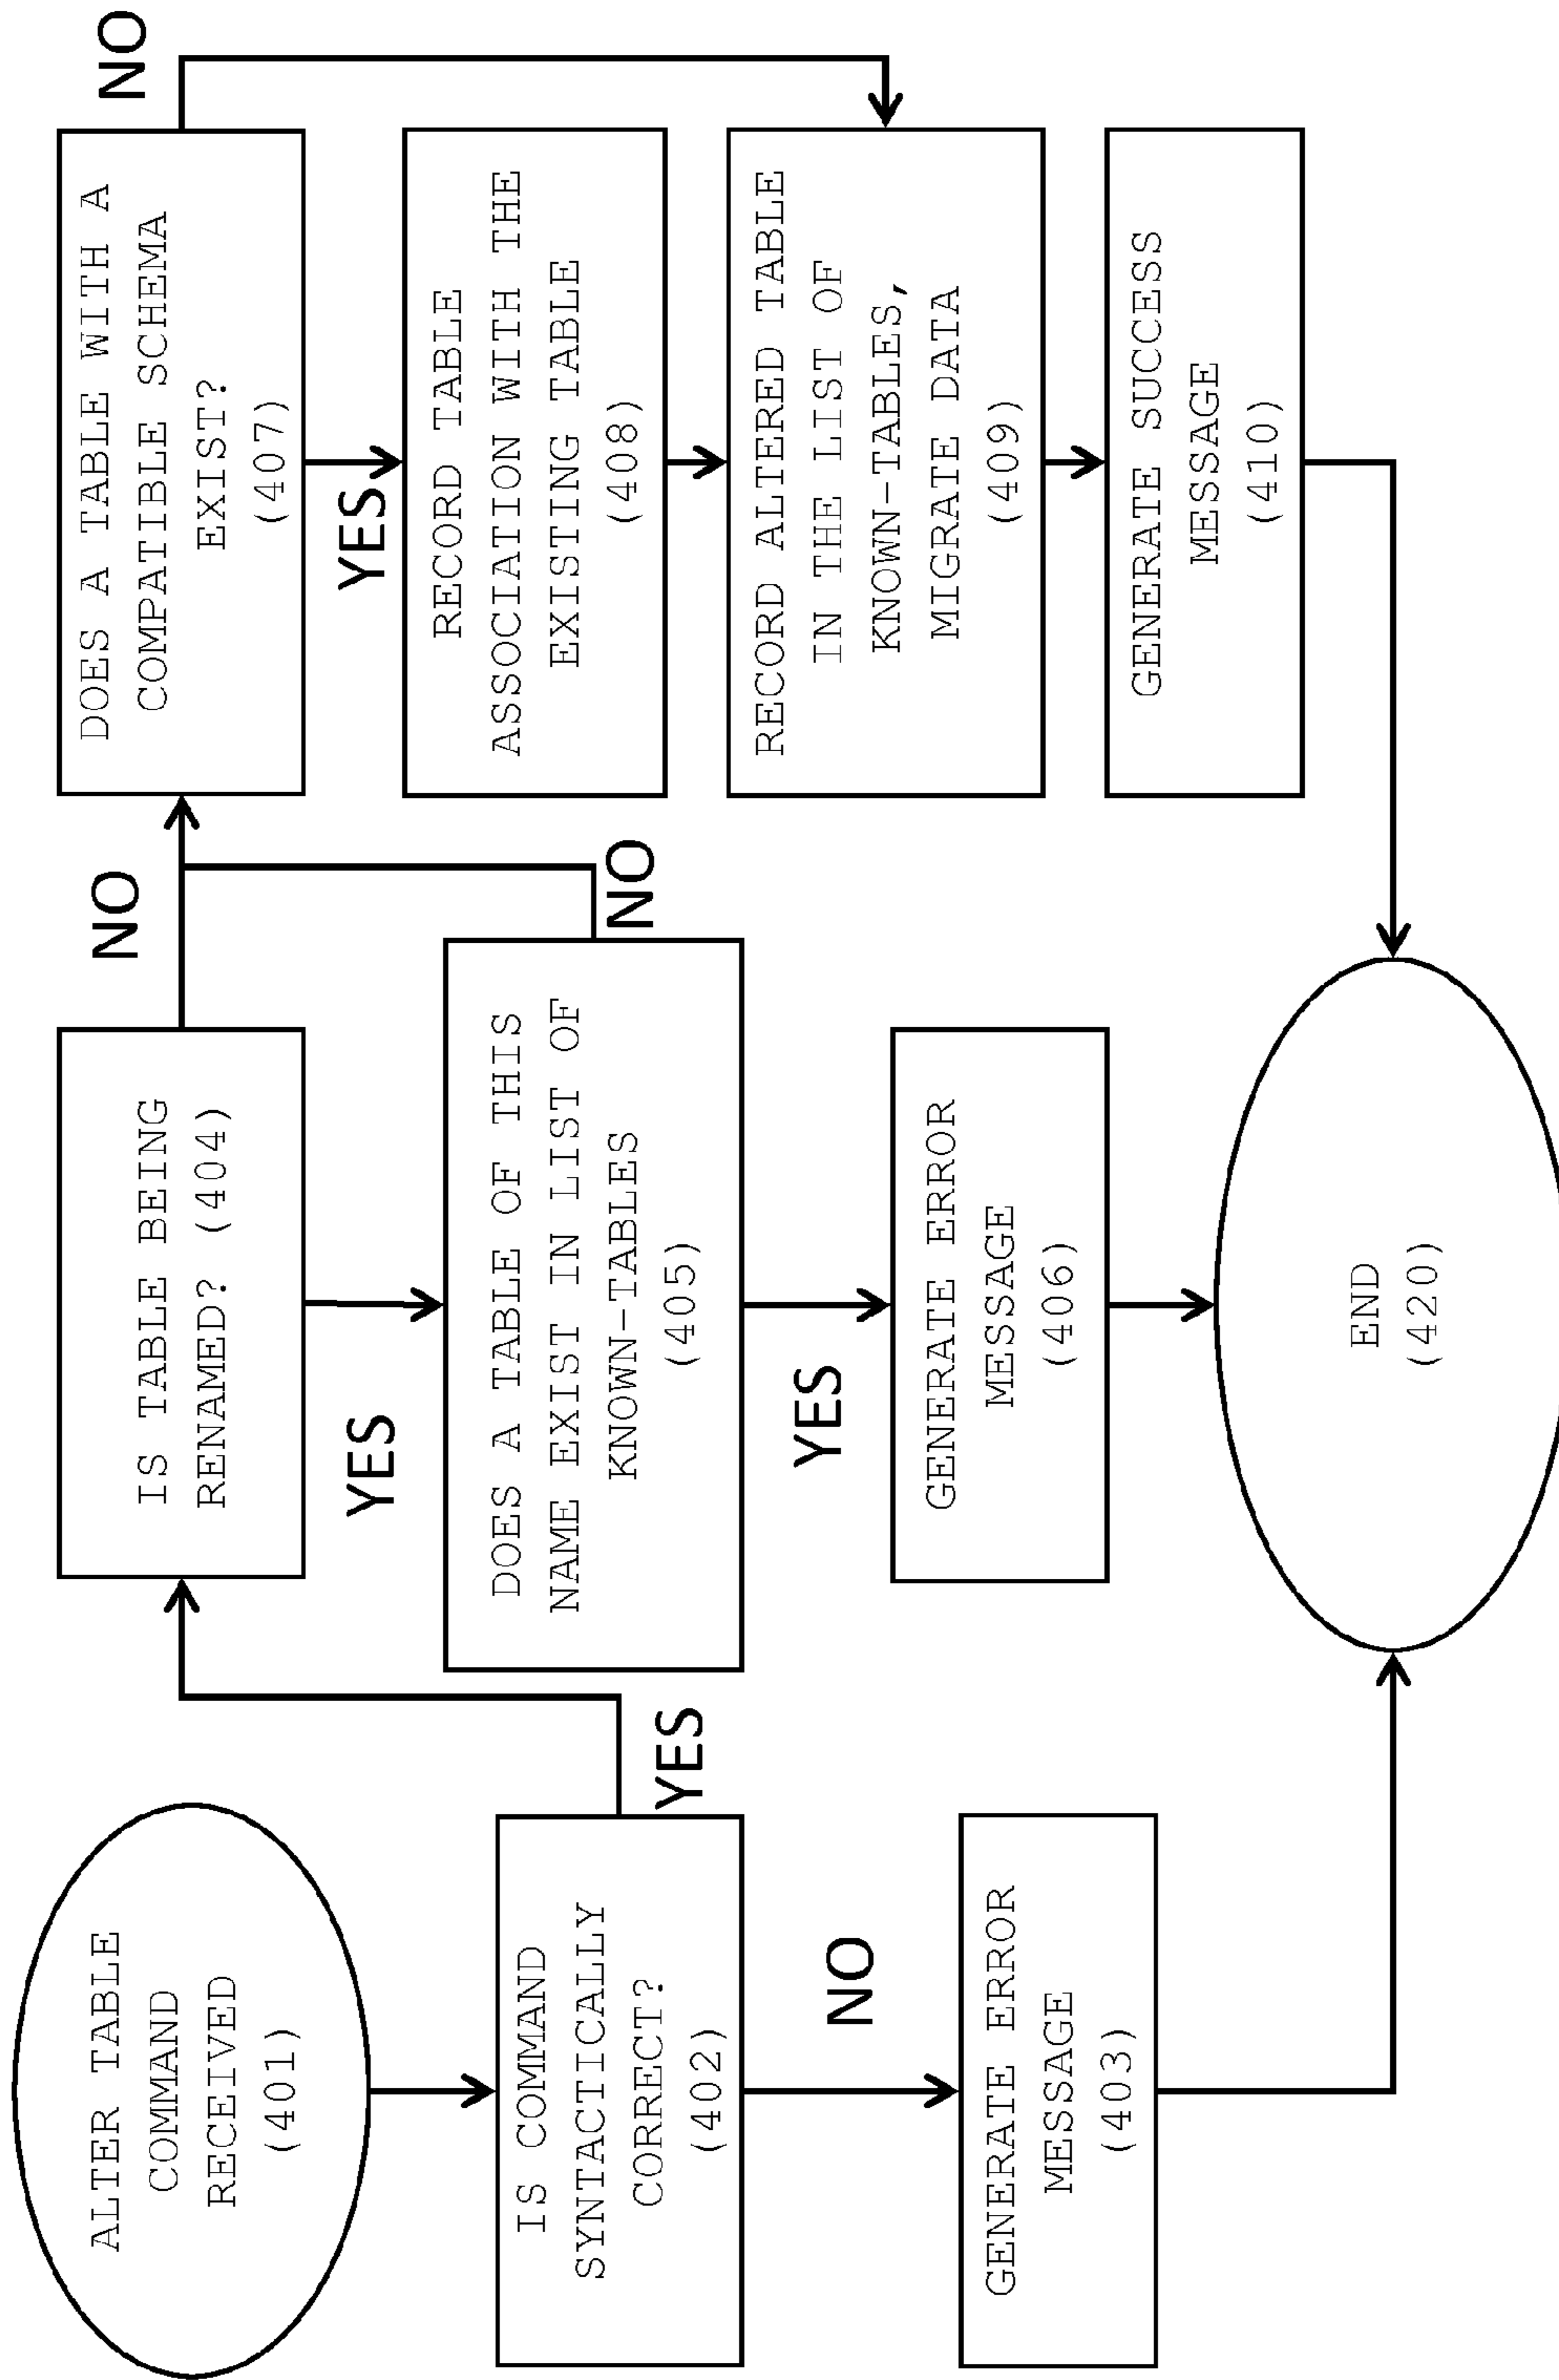 ALTER TABLE
COMMAND
RECEIVED
(401)
IS COMMAND
SYNTACTICALLY
CORRECT?
(402)
YES
NO
GENERATE ERROR
MESSAGE
(403)
IS TABLE BEING
RENAMED? (404)
NO
YES
DOES A TABLE OF THIS
NAME EXIST IN LIST OF
KNOWN-TABLES
(405)
NO
YES
GENERATE ERROR
MESSAGE
(406)
DOES A TABLE WITH A
COMPATIBLE SCHEMA
EXIST?
(407)
NO
YES
RECORD TABLE
ASSOCIATION WITH THE
EXISTING TABLE
(408)
RECORD ALTERED TABLE
IN THE LIST OF
KNOWN-TABLES,
MIGRATE DATA
(409)
GENERATE SUCCESS
MESSAGE
(410)
END
(420)